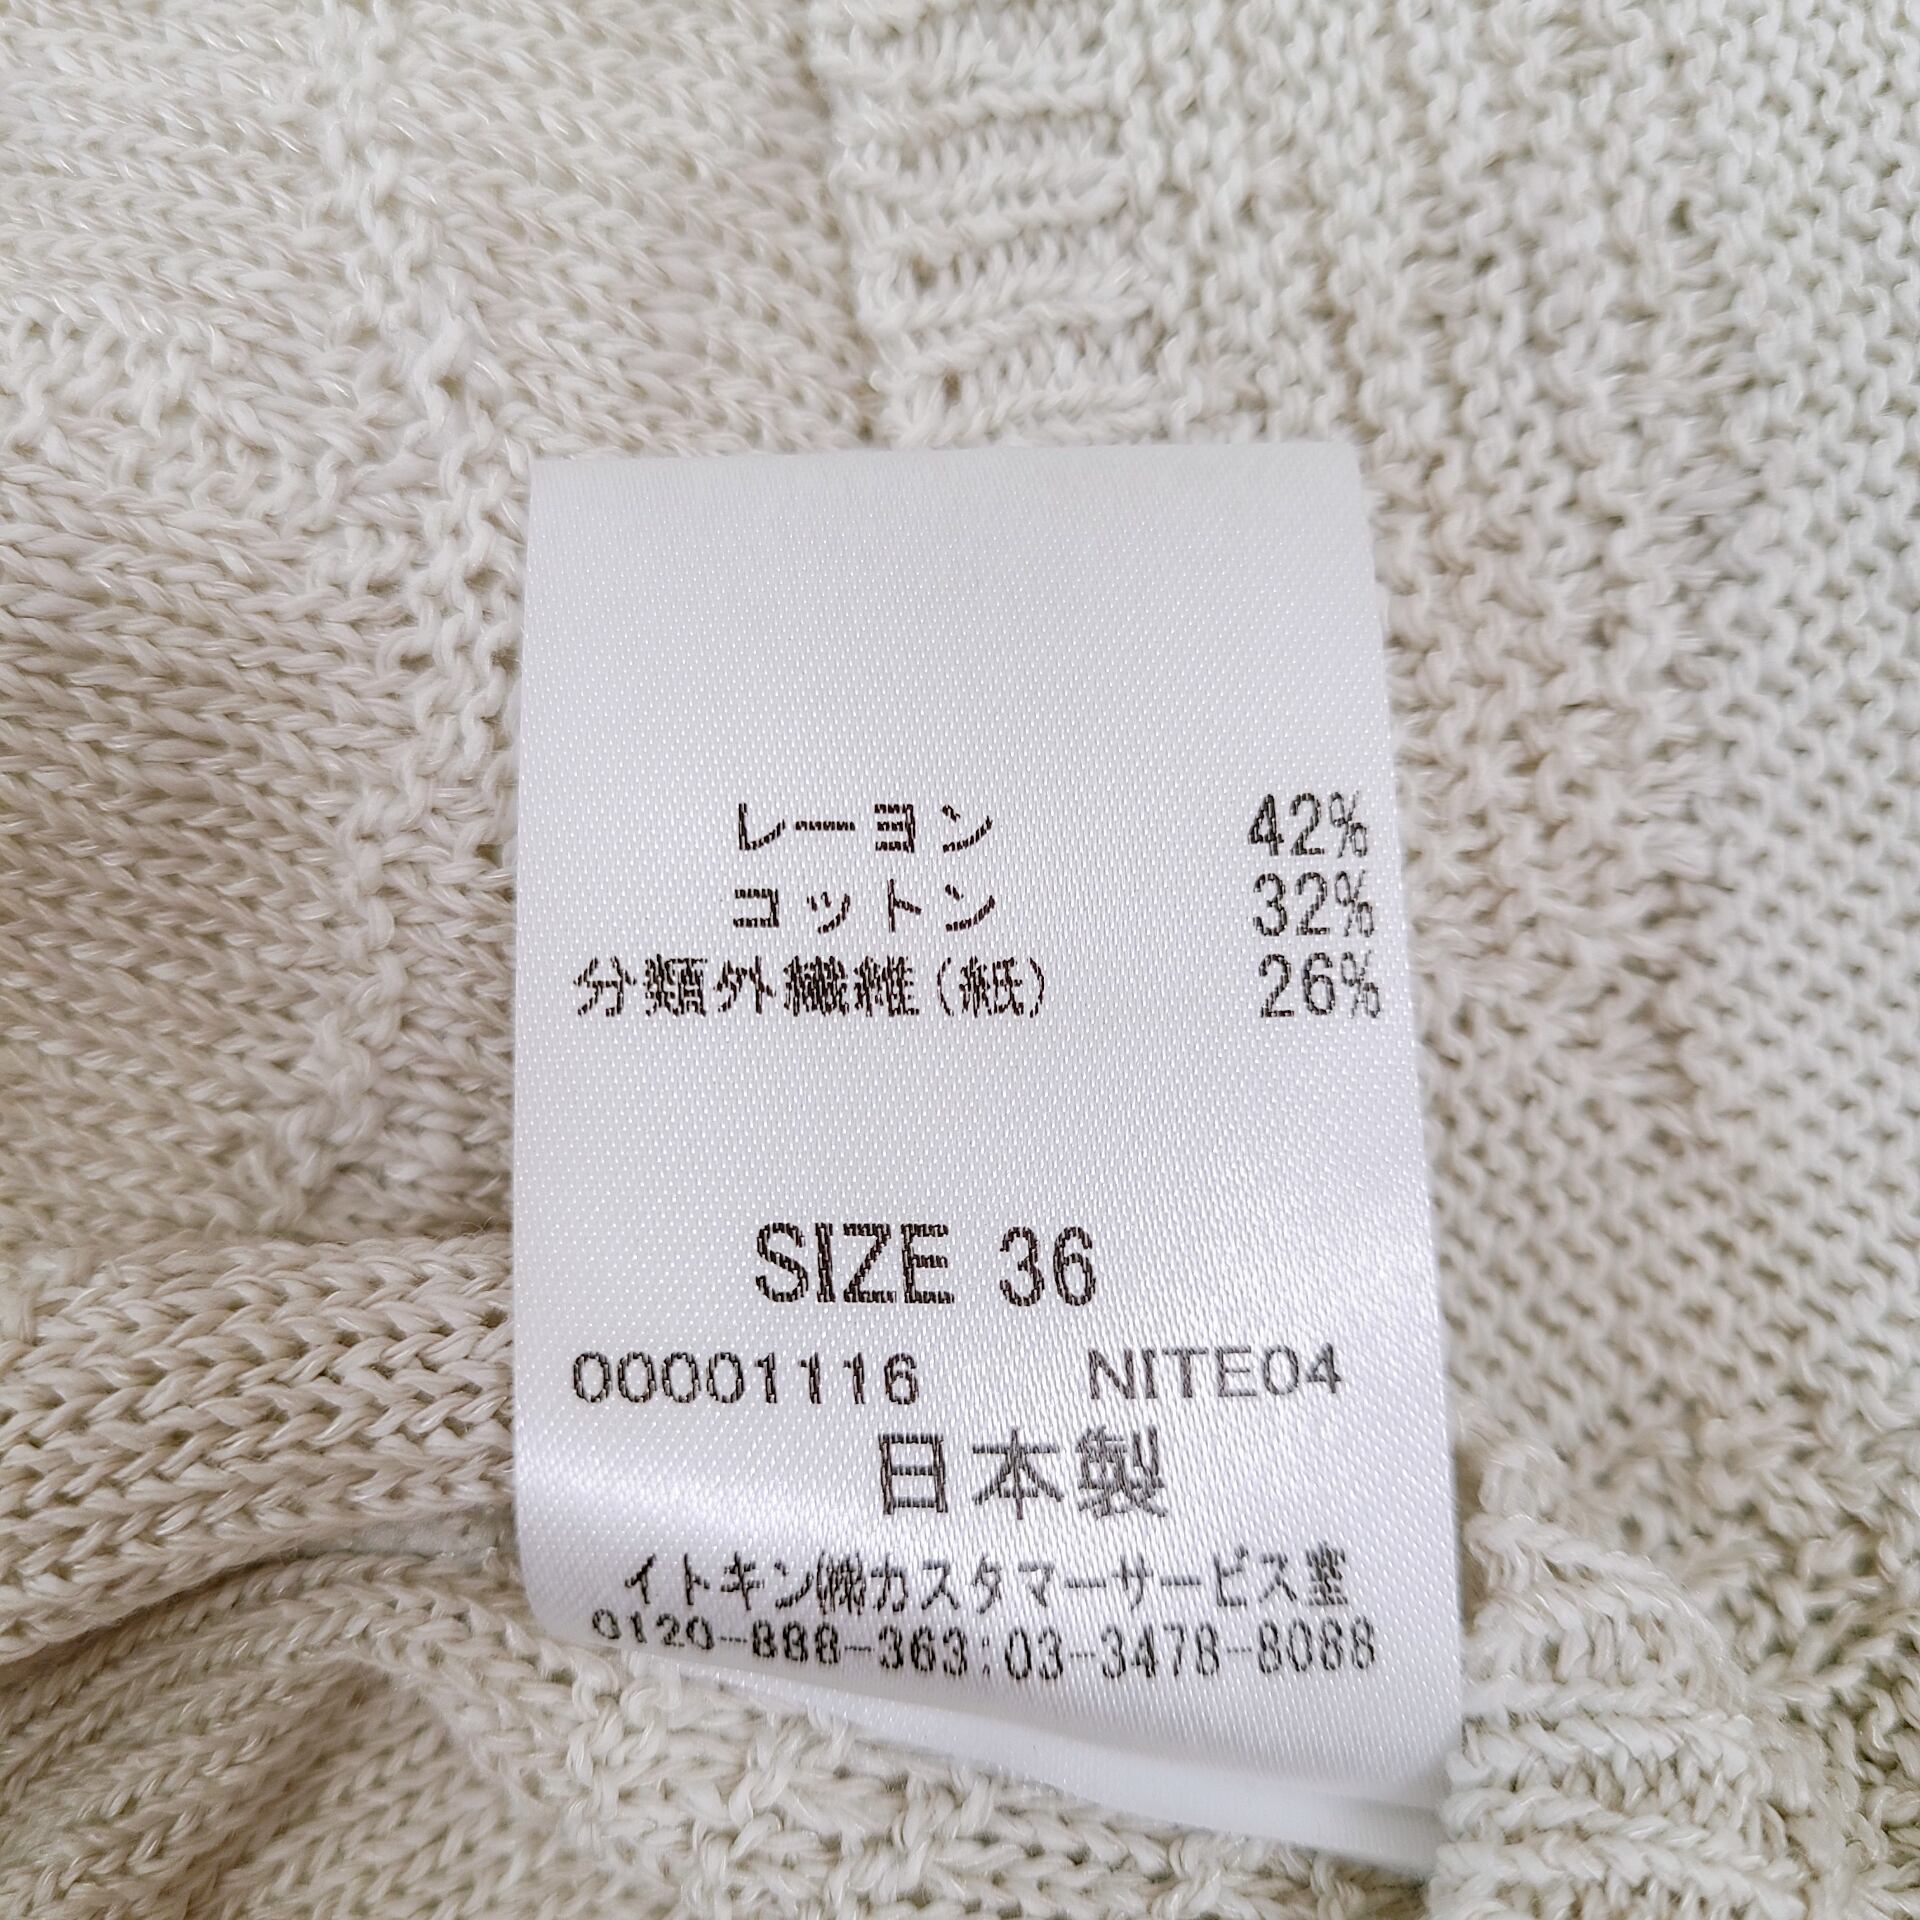 レーヨン 42%
コットン 32%
分類外繊維(紙) 26%
SIZE 36
00001116 NITE04
日本製
イトキン㈱カスタマーサービス室
0120-888-363:03-3478-8088